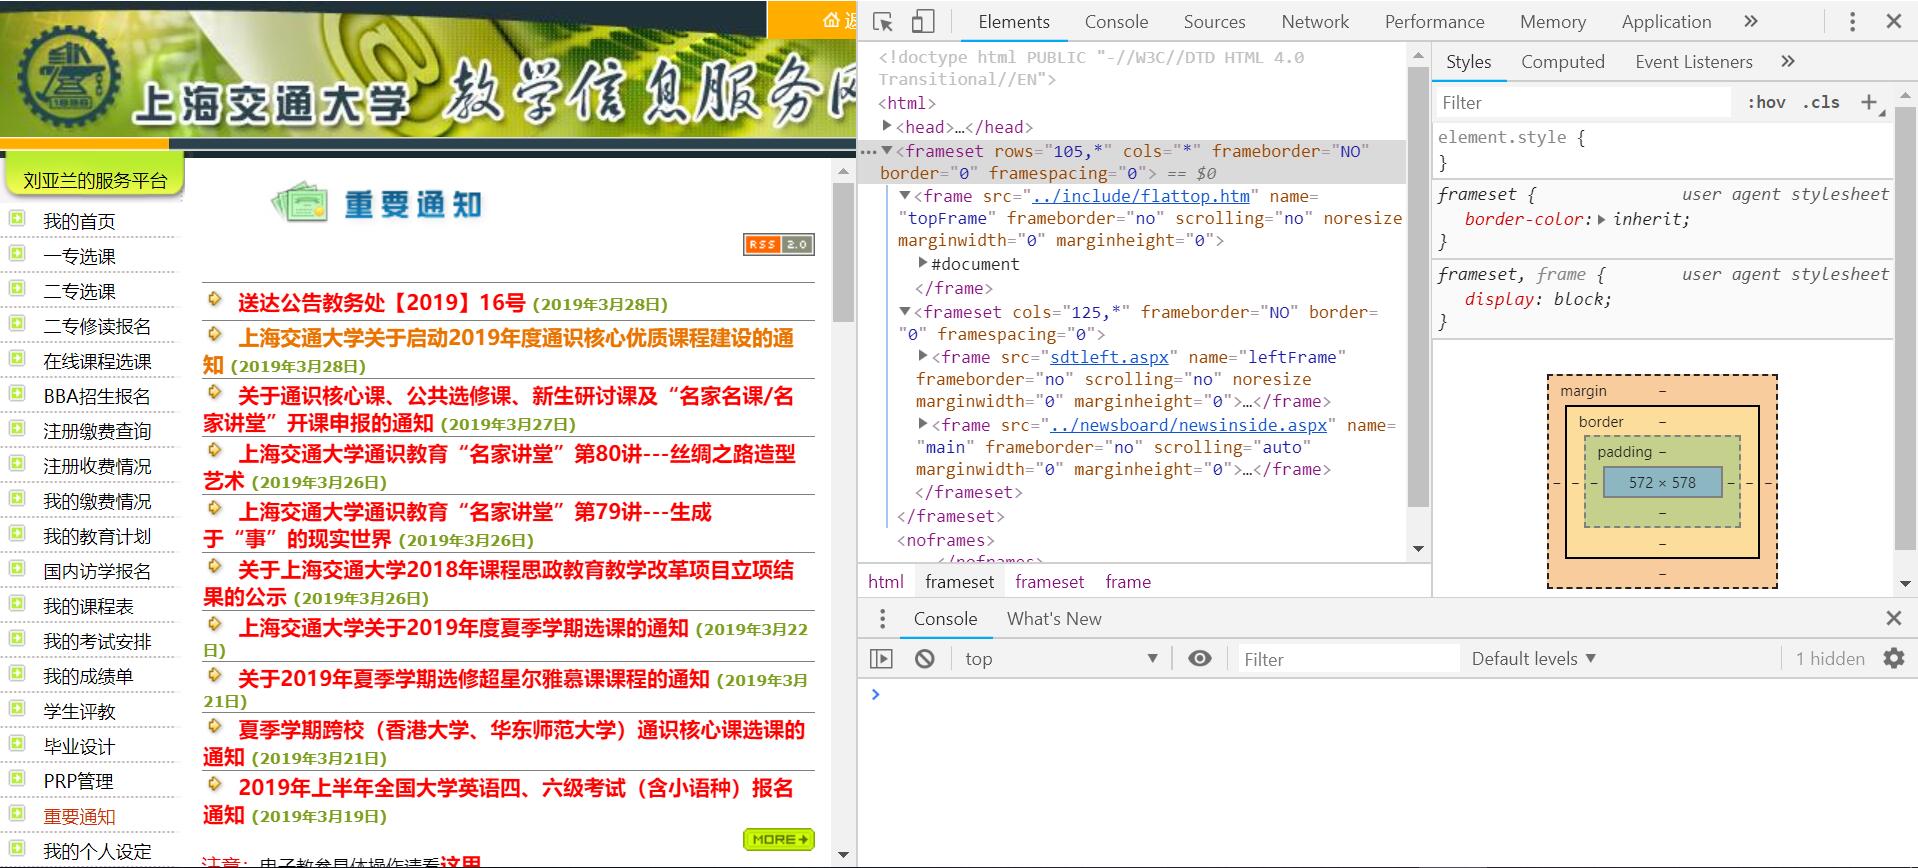 返
上海交通大学 教学信息服务网
刘亚兰的服务平台
我的首页
一专选课
二专选课
二专修读报名
在线课程选课
BBA招生报名
注册缴费查询
注册收费情况
我的缴费情况
我的教育计划
国内访学报名
我的课程表
我的考试安排
我的成绩单
学生评教
毕业设计
PRP管理
重要通知
我的个人设定
重要通知
RSS 2.0
送达公告教务处【2019】16号 (2019年3月28日)
上海交通大学关于启动2019年度通识核心优质课程建设的通
知 (2019年3月28日)
关于通识核心课、公共选修课、新生研讨课及“名家名课/名
家讲堂”开课申报的通知 (2019年3月27日)
上海交通大学通识教育“名家讲堂”第80讲---丝绸之路造型
艺术 (2019年3月26日)
上海交通大学通识教育“名家讲堂”第79讲---生成
于“事”的现实世界 (2019年3月26日)
关于上海交通大学2018年课程思政教育教学改革项目立项结
果的公示 (2019年3月26日)
上海交通大学关于2019年度夏季学期选课的通知 (2019年3月22
日)
关于2019年夏季学期选修超星尔雅慕课课程的通知 (2019年3月
21日)
夏季学期跨校（香港大学、华东师范大学）通识核心课选课的
通知 (2019年3月21日)
2019年上半年全国大学英语四、六级考试（含小语种）报名
通知 (2019年3月19日)
MORE
注意：电子教参具体操作请看这里
Elements Console Sources Network Performance Memory Application »
<!doctype html PUBLIC "-//W3C//DTD HTML 4.0
Transitional//EN">
<html>
<head>…</head>
<frameset rows="105,*" cols="*" frameborder="NO"
border="0" framespacing="0"> == $0
<frame src="../include/flattop.htm" name=
"topFrame" frameborder="no" scrolling="no" noresize
marginwidth="0" marginheight="0">
#document
</frame>
<frameset cols="125,*" frameborder="NO" border=
"0" framespacing="0">
<frame src="sdtleft.aspx" name="leftFrame"
frameborder="no" scrolling="no" noresize
marginwidth="0" marginheight="0">…</frame>
<frame src="../newsboard/newsinside.aspx" name=
"main" frameborder="no" scrolling="auto"
marginwidth="0" marginheight="0">…</frame>
</frameset>
</frameset>
<noframes>
</noframes>
html frameset frameset frame
Styles Computed Event Listeners »
Filter :hov .cls +
element.style {
}
frameset { user agent stylesheet
border-color: inherit;
}
frameset, frame { user agent stylesheet
display: block;
}
margin –
border –
padding –
– – – 572 × 578 – – –
–
–
–
Console What's New
top Filter Default levels 1 hidden